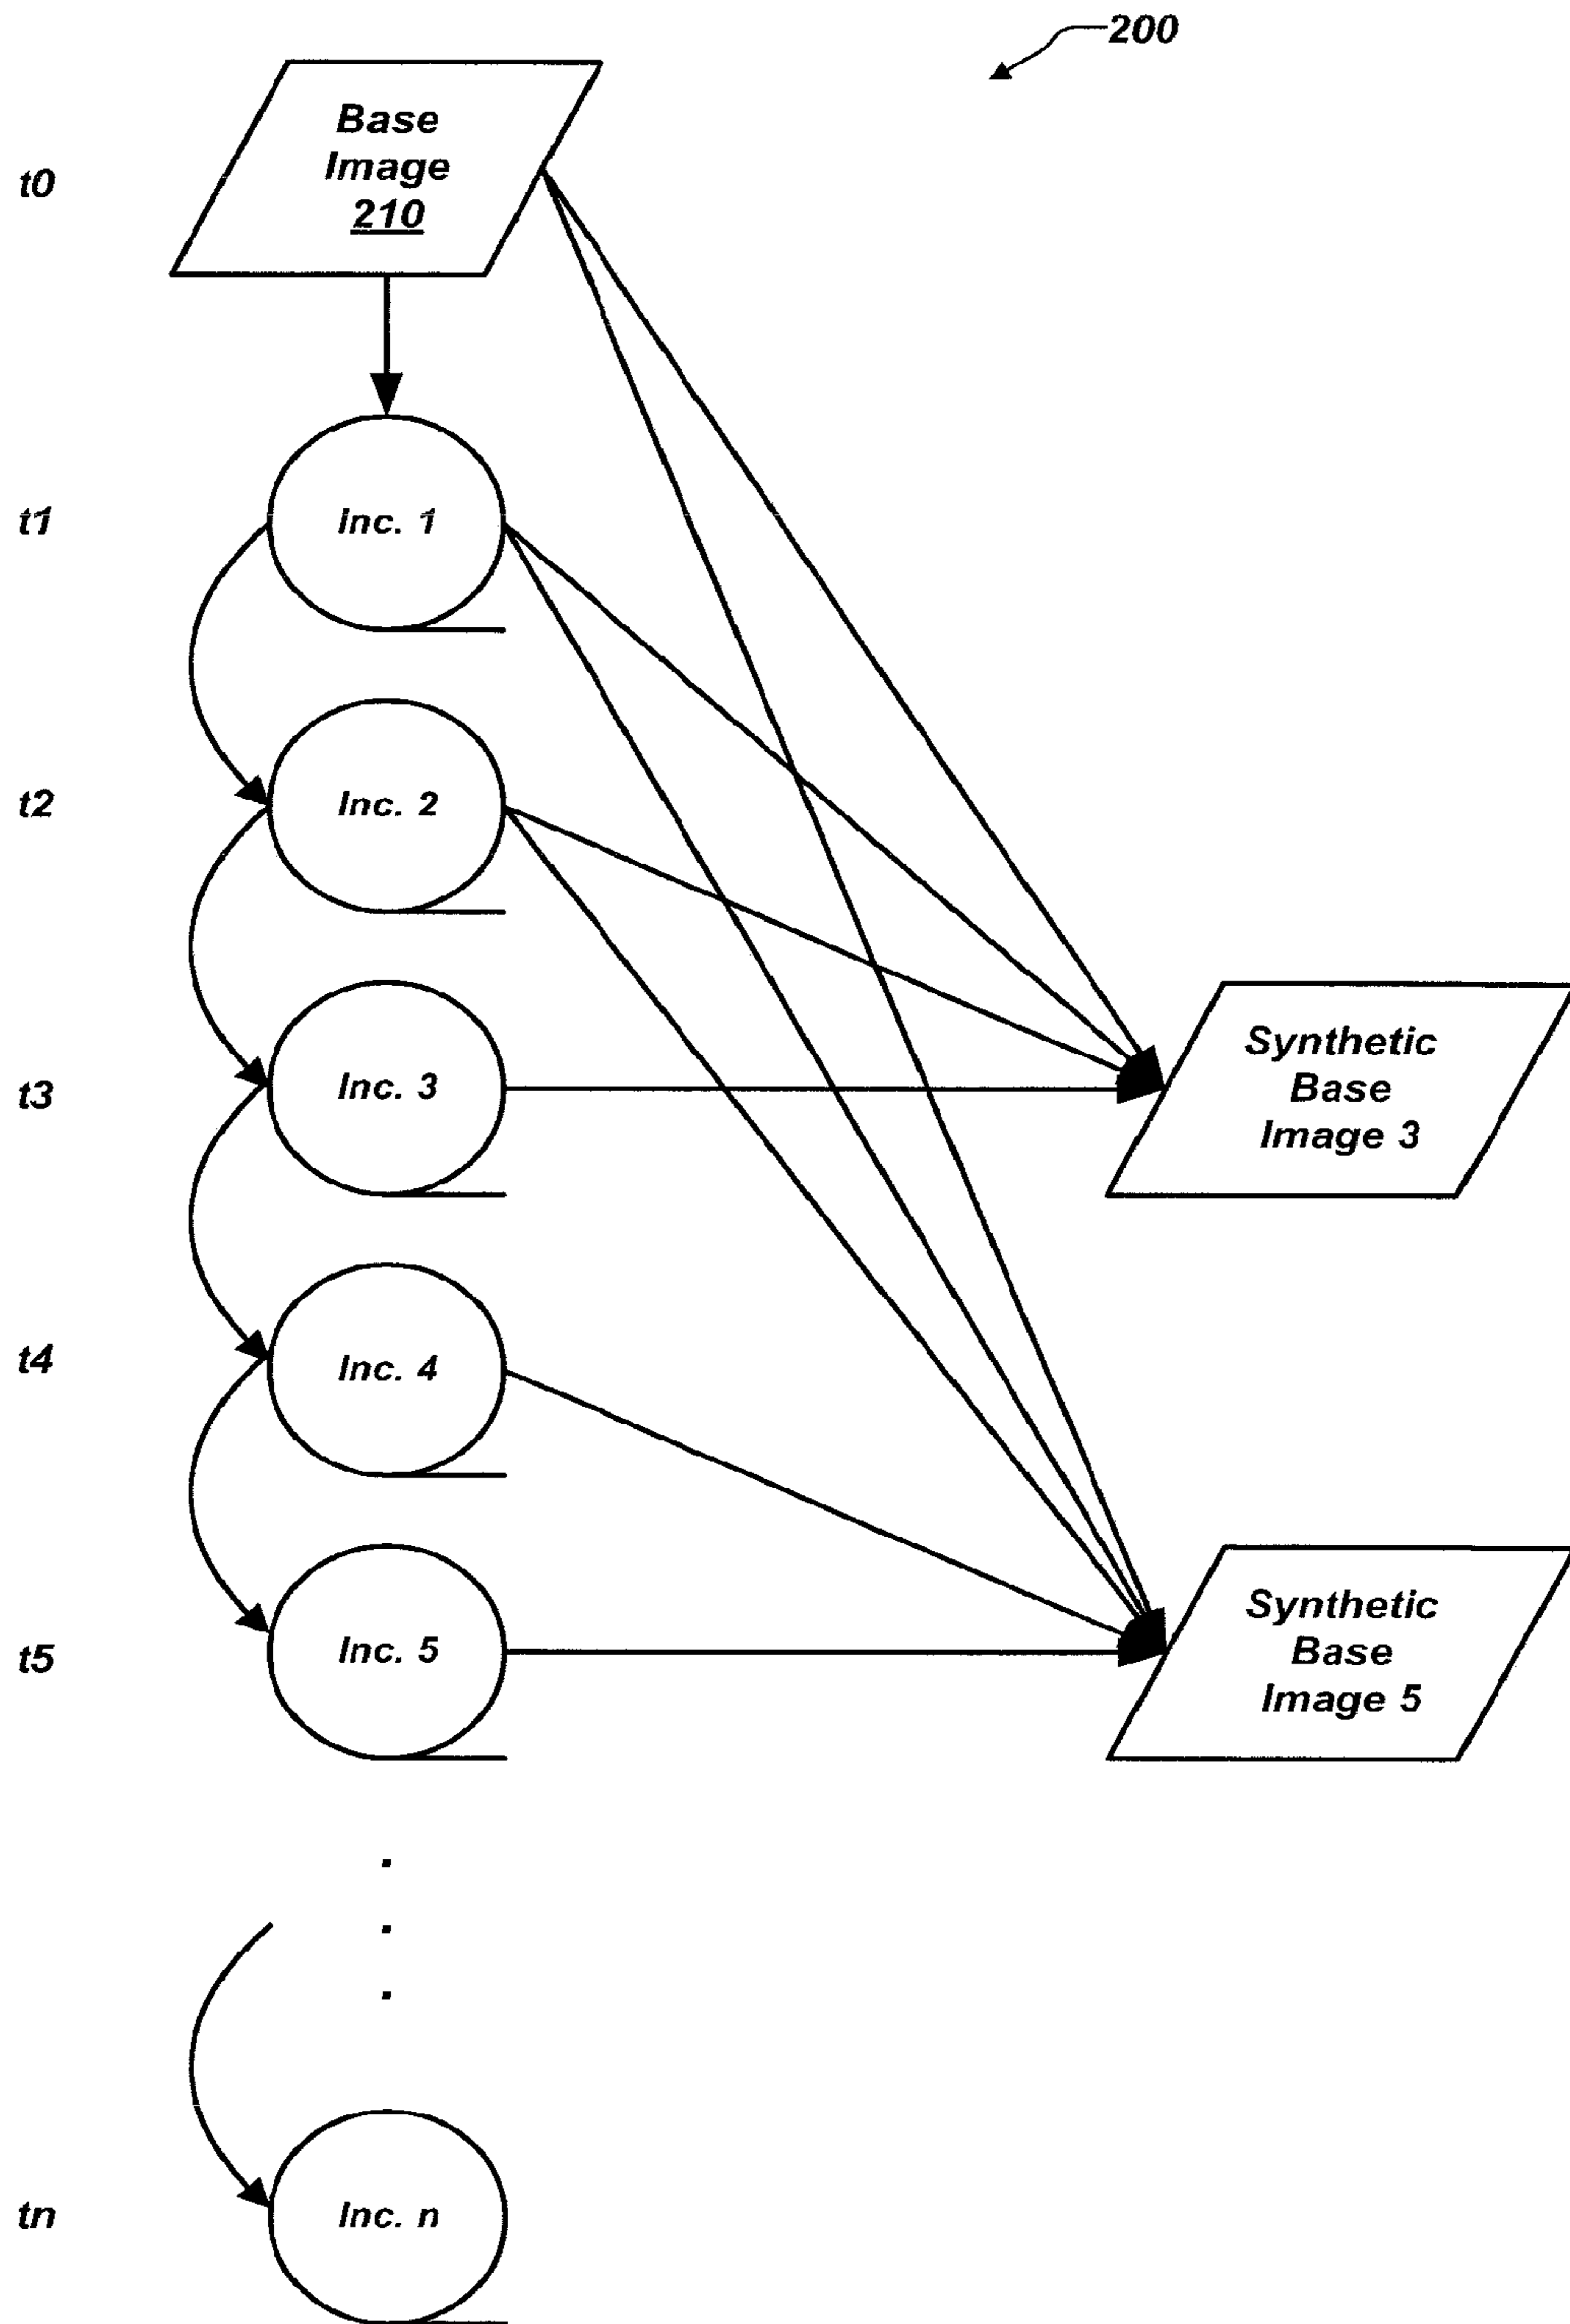 200
Base
Image
210
t0
t1
Inc. 1
t2
Inc. 2
t3
Inc. 3
Synthetic
Base
Image 3
t4
Inc. 4
t5
Inc. 5
Synthetic
Base
Image 5
tn
Inc. n